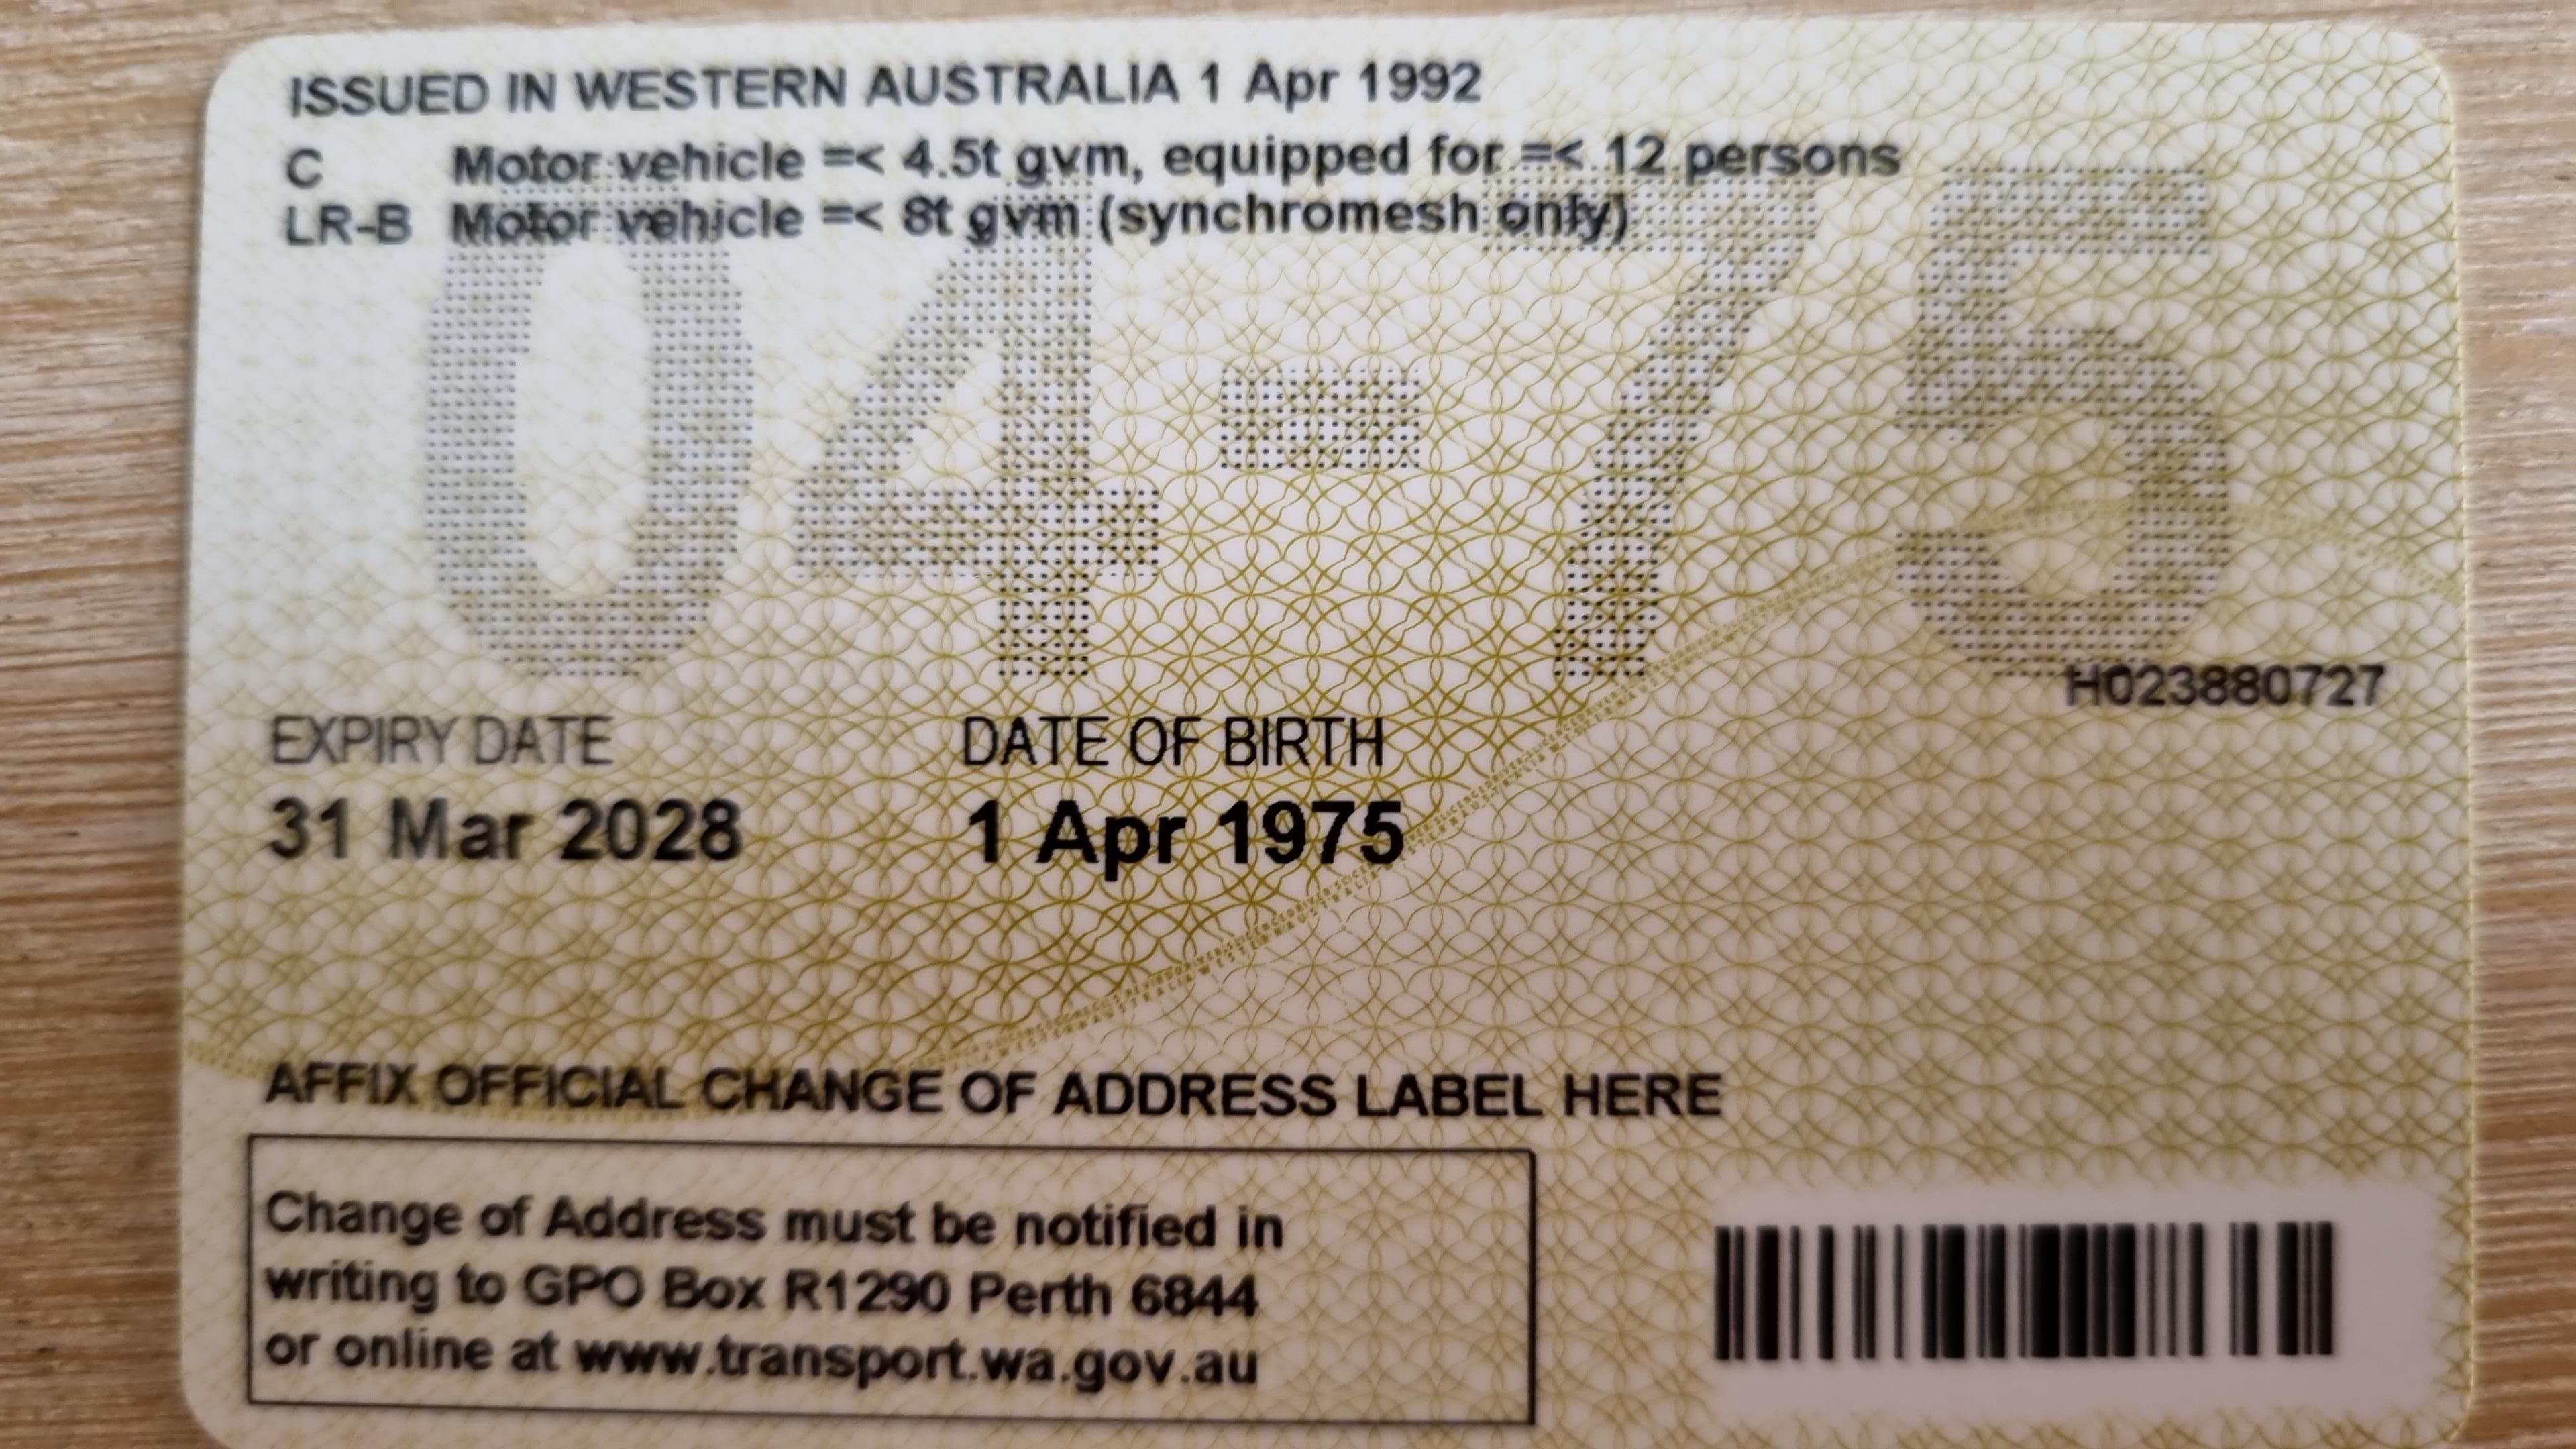 ISSUED IN WESTERN AUSTRALIA 1 Apr 1992
C Motor vehicle =< 4.5t gvm, equipped for =< 12 persons
LR-B Motor vehicle =< 8t gvm (synchromesh only)
04-75
H023880727
EXPIRY DATE DATE OF BIRTH
31 Mar 2028 1 Apr 1975
AFFIX OFFICIAL CHANGE OF ADDRESS LABEL HERE
Change of Address must be notified in
writing to GPO Box R1290 Perth 6844
or online at www.transport.wa.gov.au